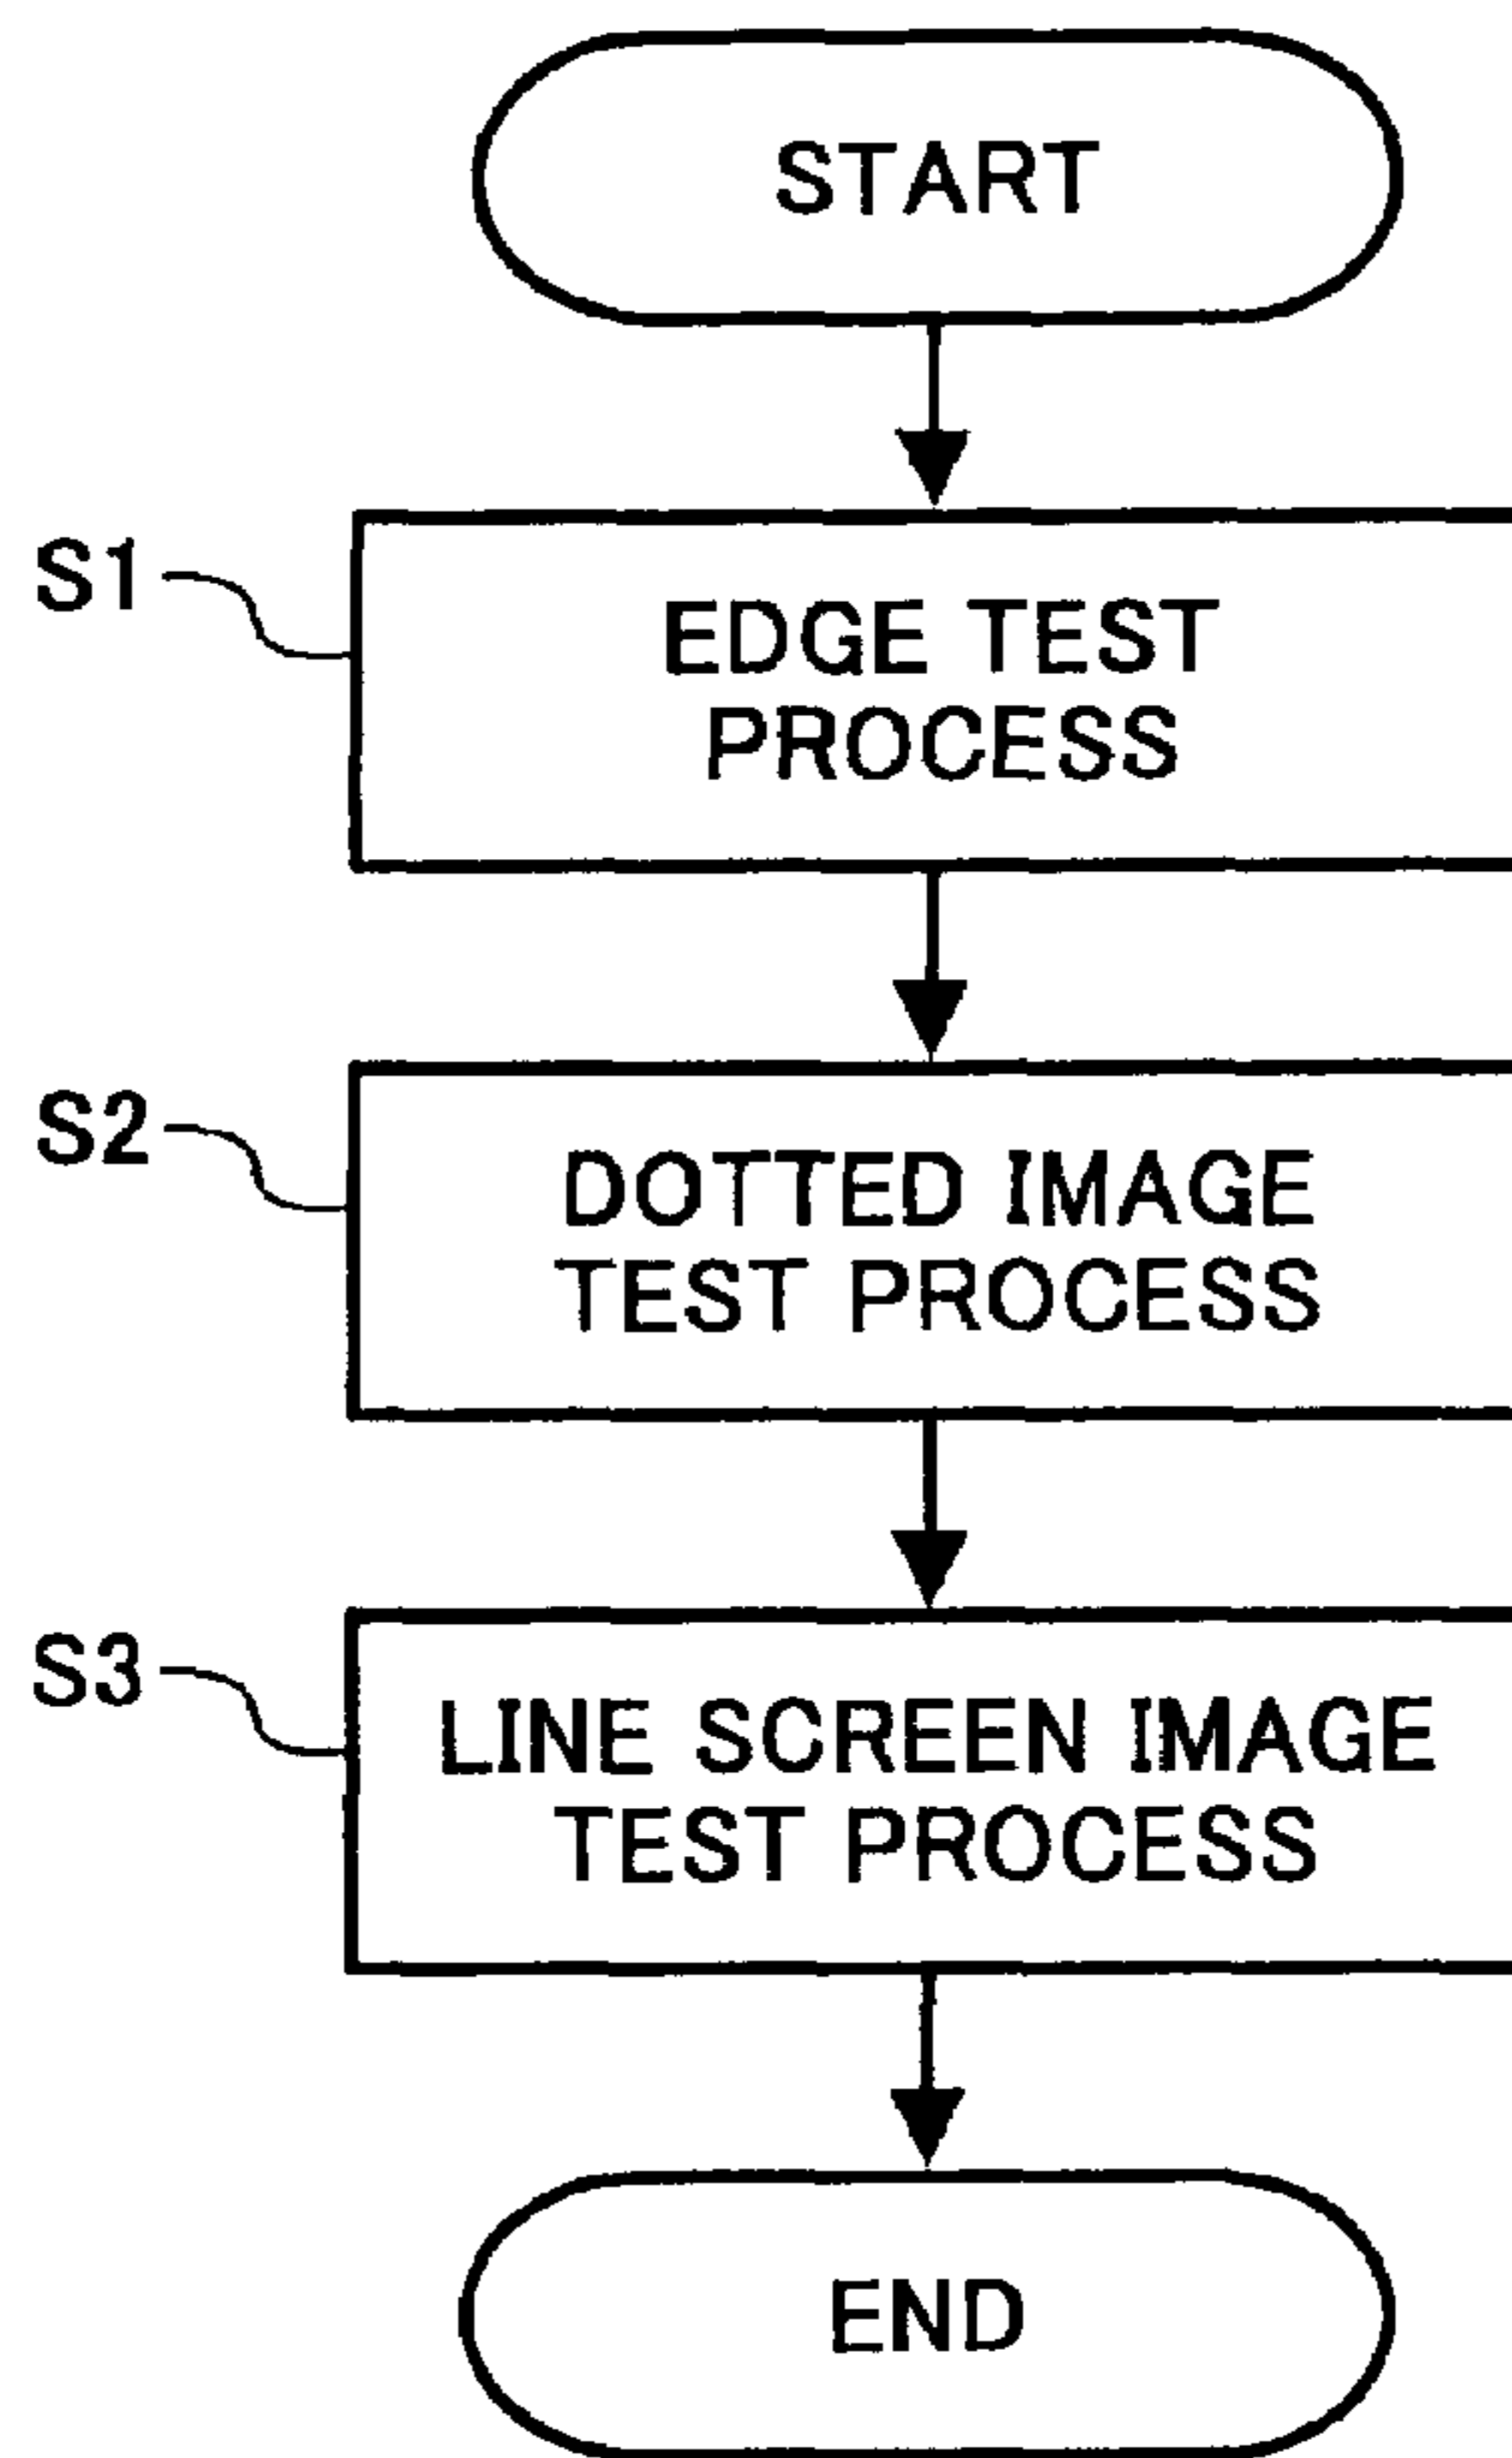 START
S1
EDGE TEST
PROCESS
S2
DOTTED IMAGE
TEST PROCESS
S3
LINE SCREEN IMAGE
TEST PROCESS
END